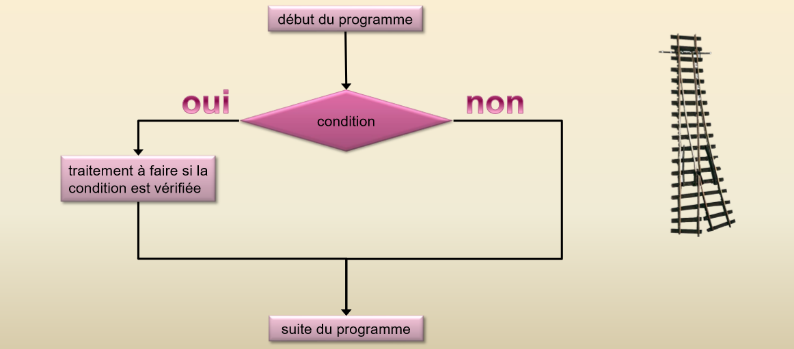 début du programme
oui
non
condition
traitement à faire si la
condition est vérifiée
suite du programme